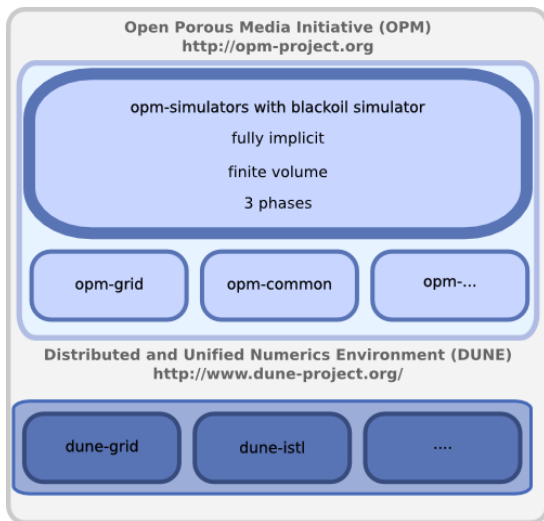 Open Porous Media Initiative (OPM)
http://opm-project.org
opm-simulators with blackoil simulator
fully implicit
finite volume
3 phases
opm-grid opm-common opm-...
Distributed and Unified Numerics Environment (DUNE)
http://www.dune-project.org/
dune-grid dune-istl ....